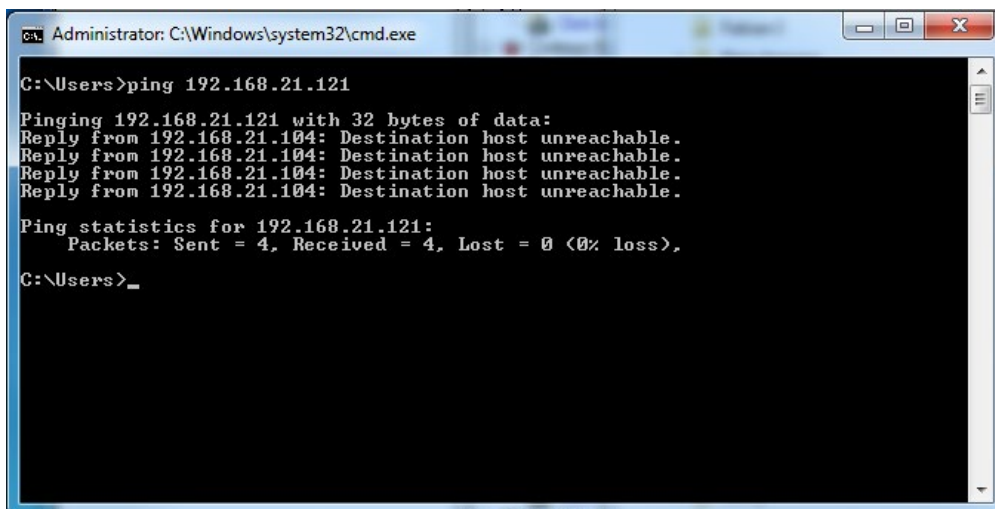 Administrator: C:\Windows\system32\cmd.exe
C:\Users>ping 192.168.21.121
Pinging 192.168.21.121 with 32 bytes of data:
Reply from 192.168.21.104: Destination host unreachable.
Reply from 192.168.21.104: Destination host unreachable.
Reply from 192.168.21.104: Destination host unreachable.
Reply from 192.168.21.104: Destination host unreachable.
Ping statistics for 192.168.21.121:
Packets: Sent = 4, Received = 4, Lost = 0 (0% loss),
C:\Users>_